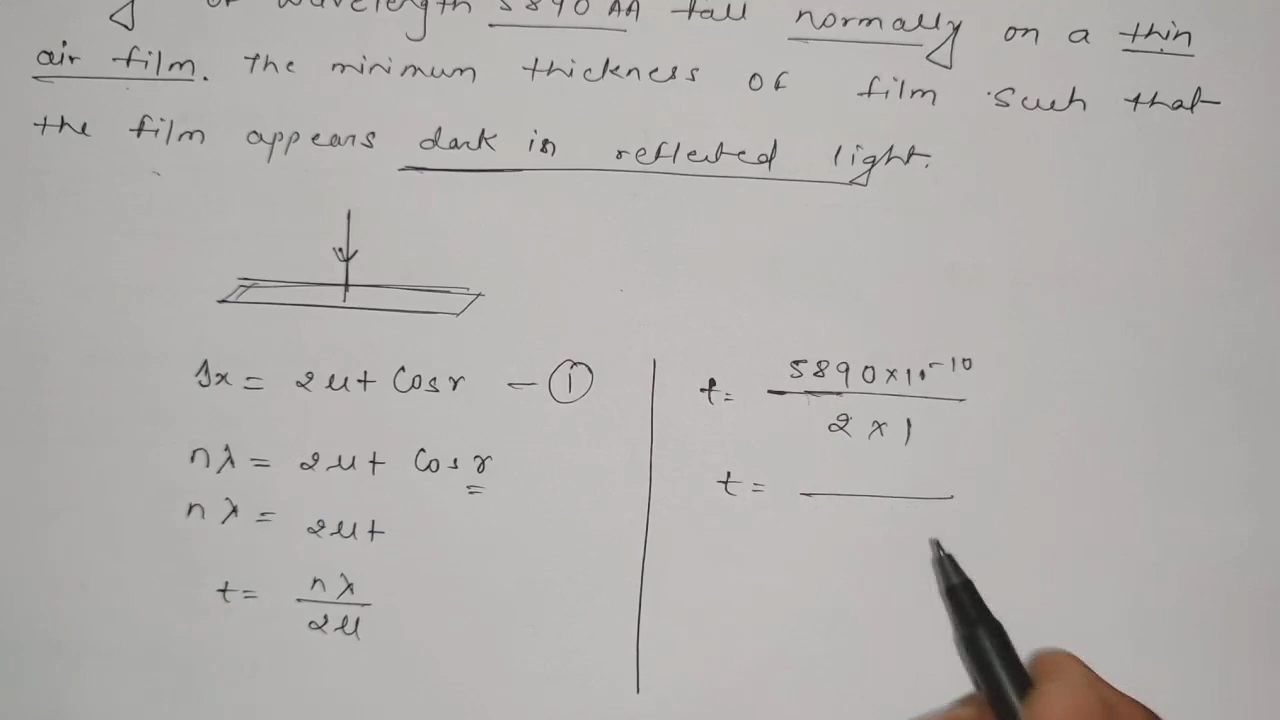 of wavelength 5890 AA fall normally on a thin
air film. The minimum thickness of film such that
the film appears dark in reflected light.
Δx = 2μt Cosr — ①
nλ = 2μt Cosr
nλ = 2μt
t = nλ / 2μ
t = 5890×10⁻¹⁰ / 2×1
t =